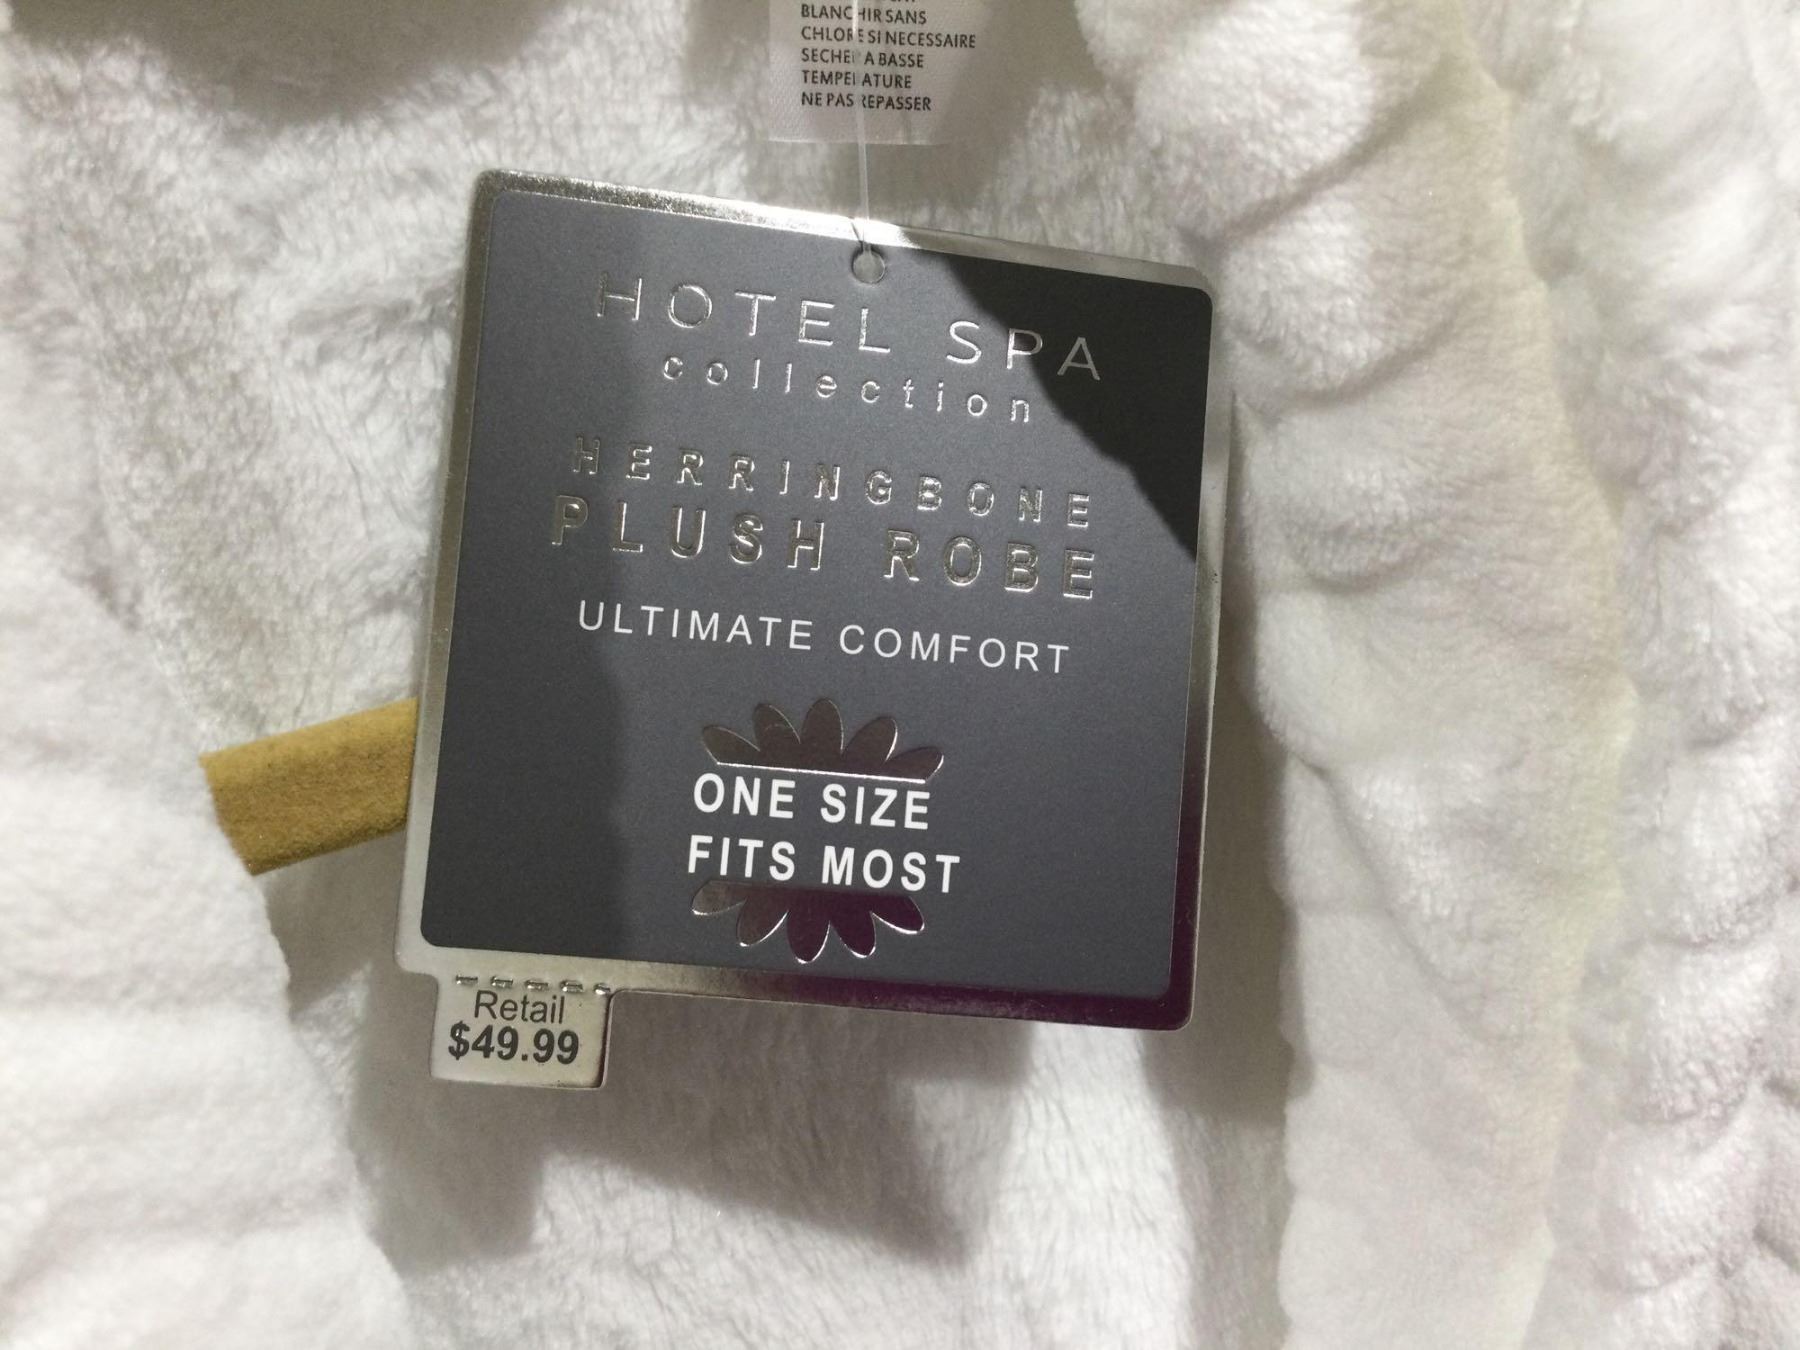 BLANCHIR SANS
CHLORE SI NECESSAIRE
SECHER A BASSE
TEMPERATURE
NE PAS REPASSER
HOTEL SPA
collection
HERRINGBONE
PLUSH ROBE
ULTIMATE COMFORT
ONE SIZE
FITS MOST
Retail
$49.99